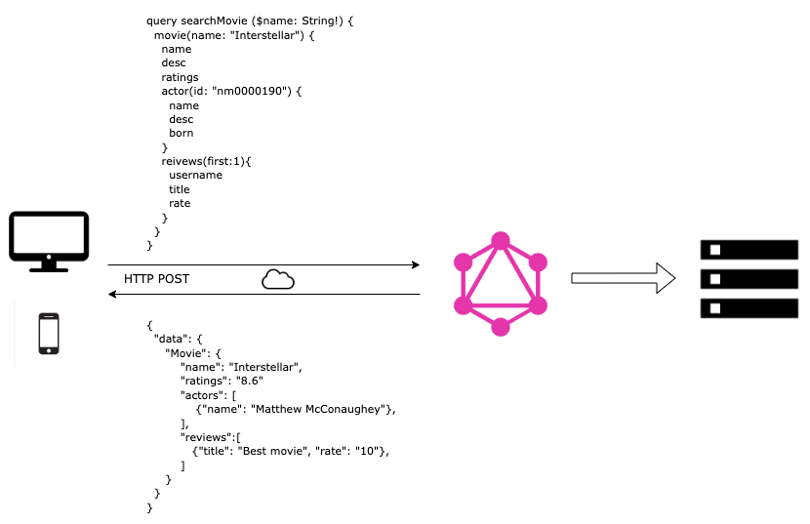 query searchMovie ($name: String!) {
movie(name: "Interstellar") {
name
desc
ratings
actor(id: "nm0000190") {
name
desc
born
}
reivews(first:1){
username
title
rate
}
}
}
HTTP POST
{
"data": {
"Movie": {
"name": "Interstellar",
"ratings": "8.6"
"actors": [
{"name": "Matthew McConaughey"},
],
"reviews":[
{"title": "Best movie", "rate": "10"},
]
}
}
}